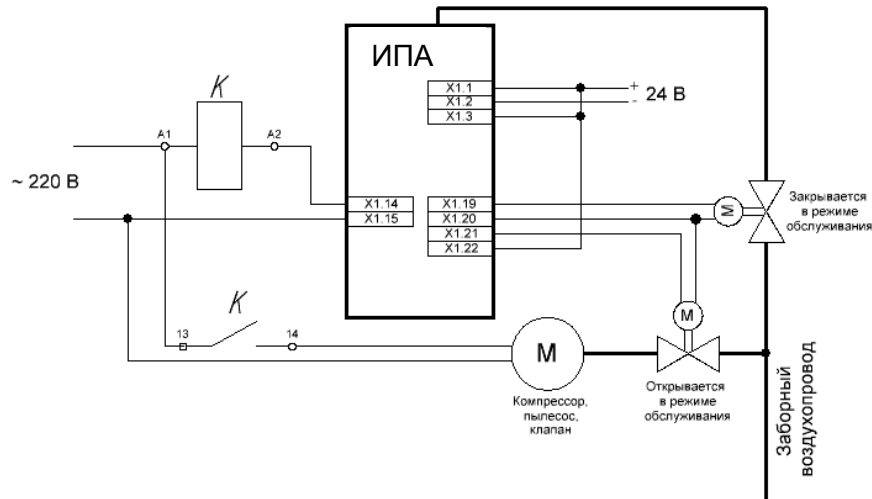 ИПА
K
X1.1
X1.2
X1.3
+
-
24 В
A1
A2
~ 220 В
X1.14
X1.15
X1.19
X1.20
X1.21
X1.22
M
Закрывается
в режиме
обслуживания
K
13
14
M
M
Компрессор,
пылесос,
клапан
Открывается
в режиме
обслуживания
Заборный
воздухопровод